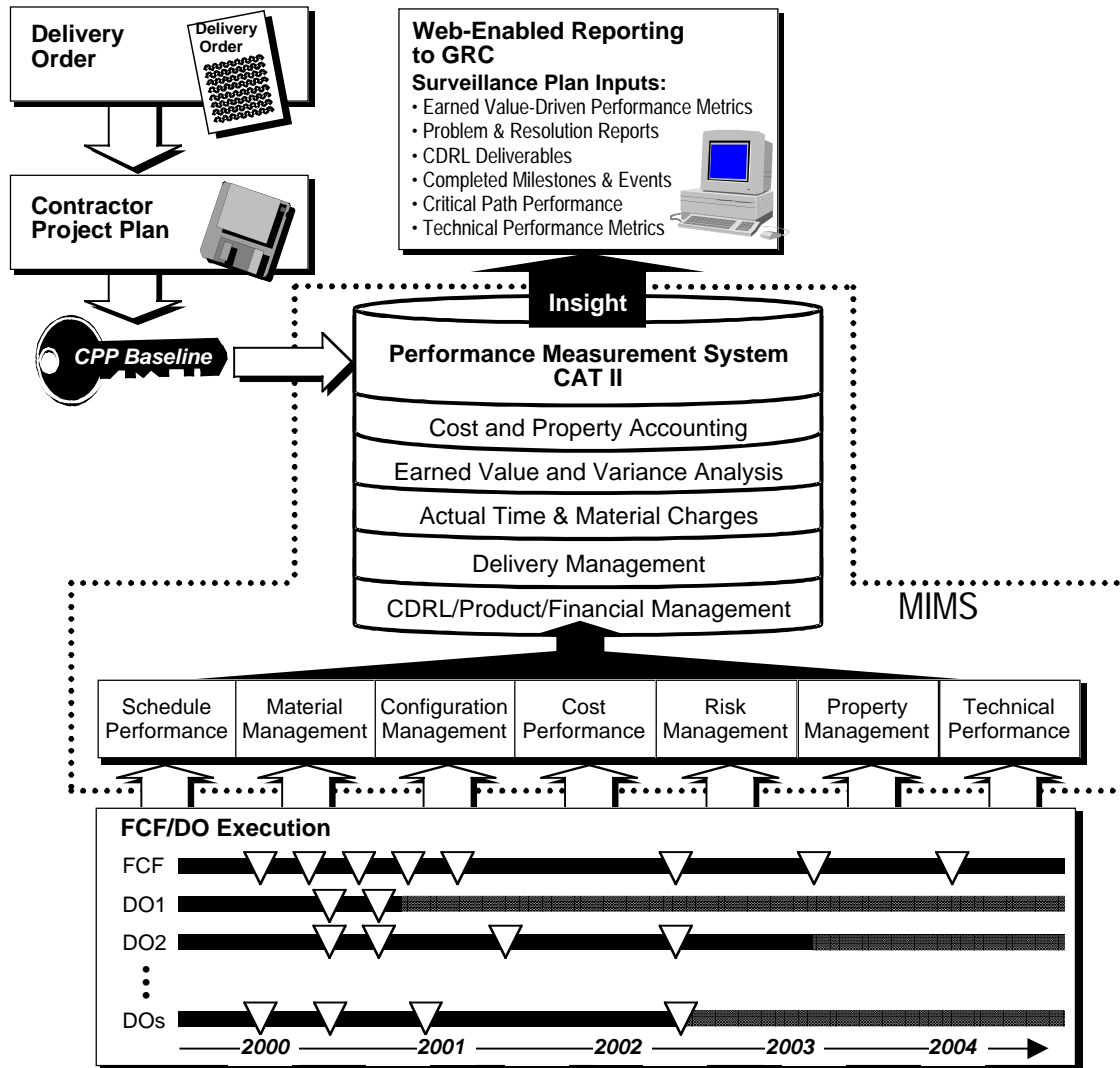 Delivery
Order
Delivery
Order
Contractor
Project Plan
CPP Baseline
Web-Enabled Reporting
to GRC
Surveillance Plan Inputs:
• Earned Value-Driven Performance Metrics
• Problem & Resolution Reports
• CDRL Deliverables
• Completed Milestones & Events
• Critical Path Performance
• Technical Performance Metrics
Insight
Performance Measurement System
CAT II
Cost and Property Accounting
Earned Value and Variance Analysis
Actual Time & Material Charges
Delivery Management
CDRL/Product/Financial Management
MIMS
Schedule
Performance
Material
Management
Configuration
Management
Cost
Performance
Risk
Management
Property
Management
Technical
Performance
FCF/DO Execution
FCF
DO1
DO2
DOs
2000 2001 2002 2003 2004